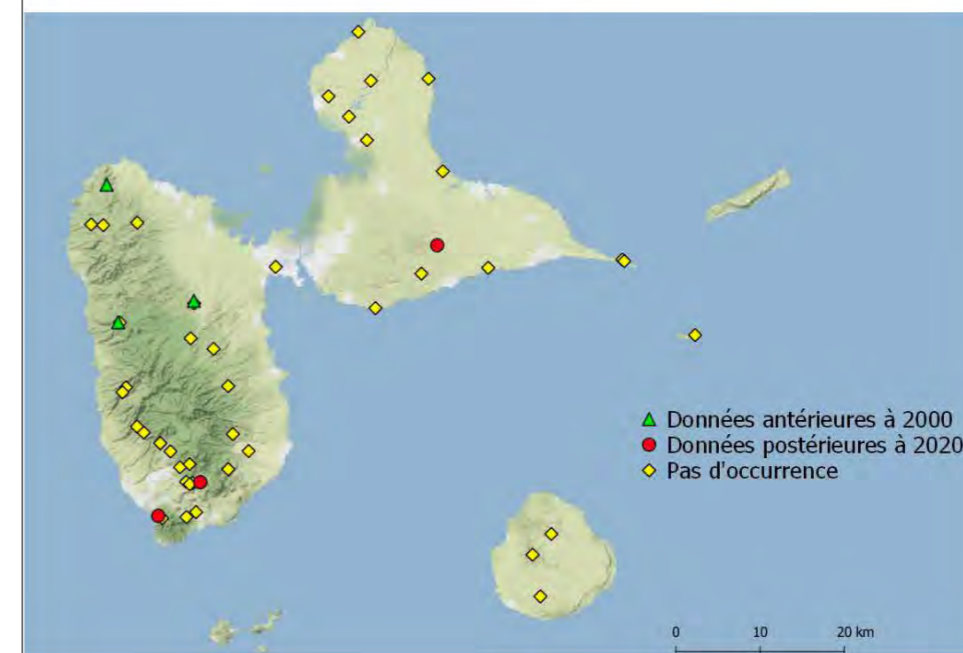 Données antérieures à 2000
Données postérieures à 2020
Pas d'occurrence
0 10 20 km